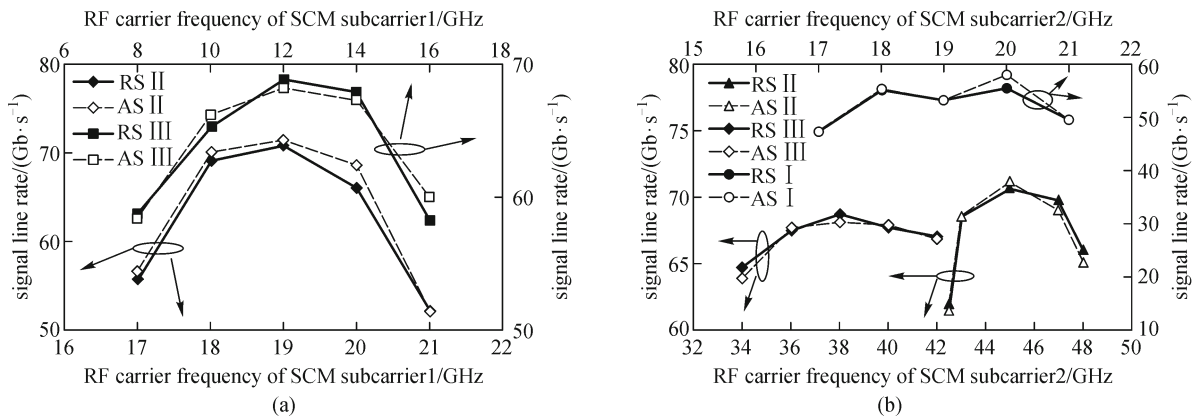 RF carrier frequency of SCM subcarrier1/GHz
6 8 10 12 14 16 18
80 70
RS Ⅱ
AS Ⅱ
RS Ⅲ
AS Ⅲ
signal line rate/(Gb·s⁻¹)
70
60
60
50 50
signal line rate/(Gb·s⁻¹)
16 17 18 19 20 21 22
RF carrier frequency of SCM subcarrier1/GHz
(a)
RF carrier frequency of SCM subcarrier2/GHz
15 16 17 18 19 20 21 22
80 60
RS Ⅱ
AS Ⅱ
RS Ⅲ
AS Ⅲ
RS Ⅰ
AS Ⅰ
signal line rate/(Gb·s⁻¹)
75 50
70 40
30
65 20
60 10
signal line rate/(Gb·s⁻¹)
32 34 36 38 40 42 44 46 48 50
RF carrier frequency of SCM subcarrier2/GHz
(b)